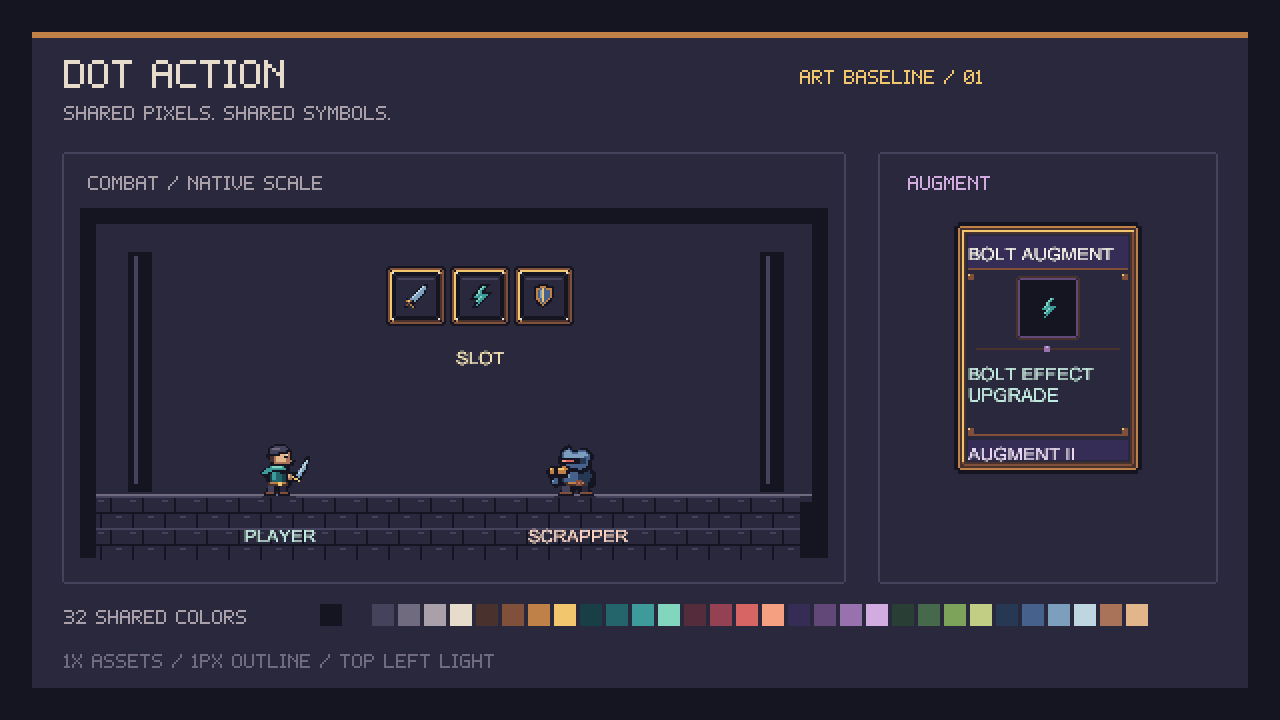 DOT ACTION
ART BASELINE / 01
SHARED PIXELS. SHARED SYMBOLS.
COMBAT / NATIVE SCALE
SLOT
PLAYER
SCRAPPER
AUGMENT
BOLT AUGMENT
BOLT EFFECT
UPGRADE
AUGMENT II
32 SHARED COLORS
1X ASSETS / 1PX OUTLINE / TOP LEFT LIGHT